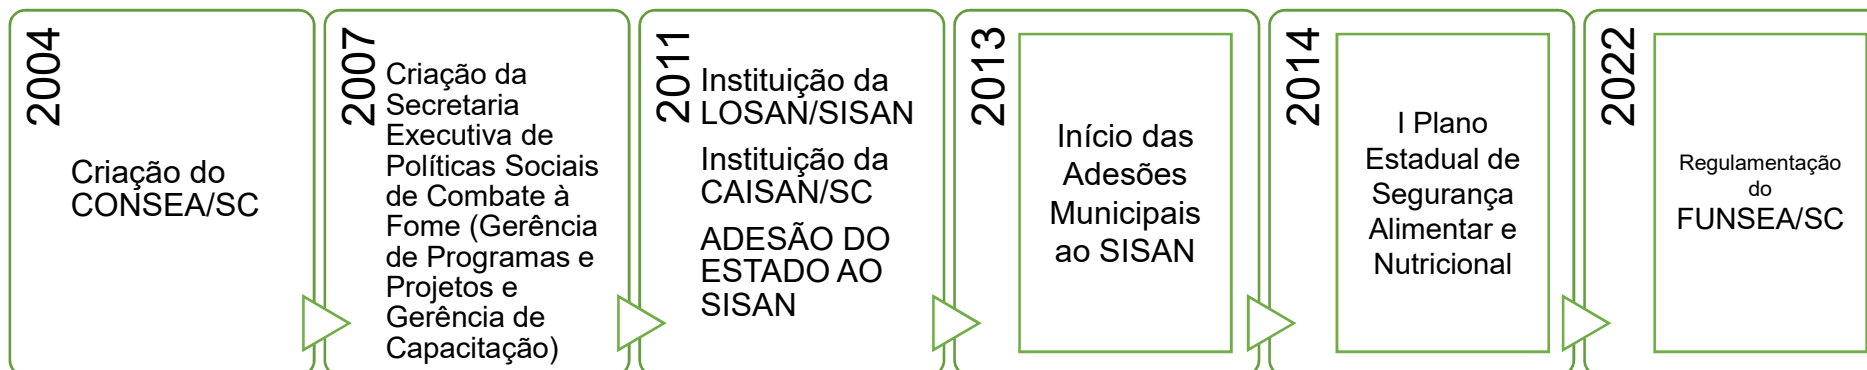 2004
Criação do
CONSEA/SC
2007
Criação da
Secretaria
Executiva de
Políticas Sociais
de Combate à
Fome (Gerência
de Programas e
Projetos e
Gerência de
Capacitação)
2011
Instituição da
LOSAN/SISAN
Instituição da
CAISAN/SC
ADESÃO DO
ESTADO AO
SISAN
2013
Início das
Adesões
Municipais
ao SISAN
2014
I Plano
Estadual de
Segurança
Alimentar e
Nutricional
2022
Regulamentação
do
FUNSEA/SC